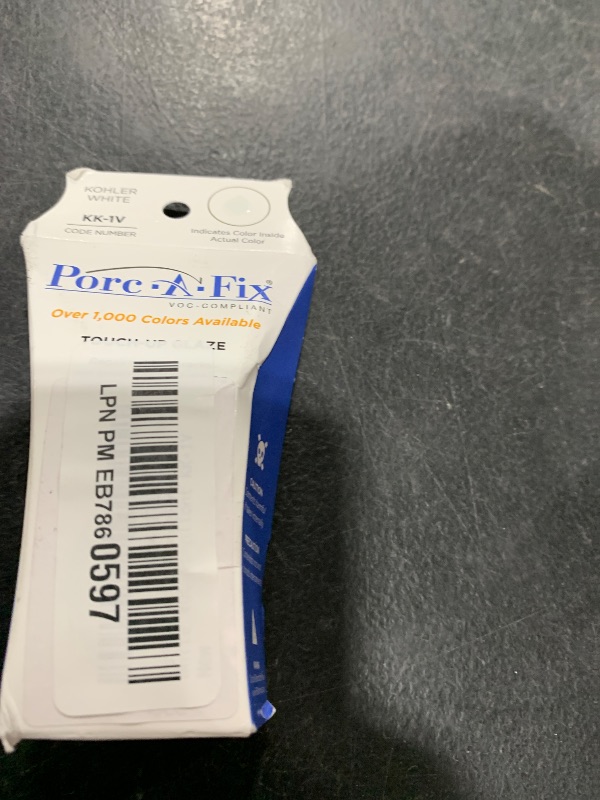 KOHLER
WHITE
KK-1V
CODE NUMBER
Indicates Color Inside
Actual Color
Porc-A-Fix®
VOC-COMPLIANT
Over 1,000 Colors Available
LPN PM EB7860597
CAUTION